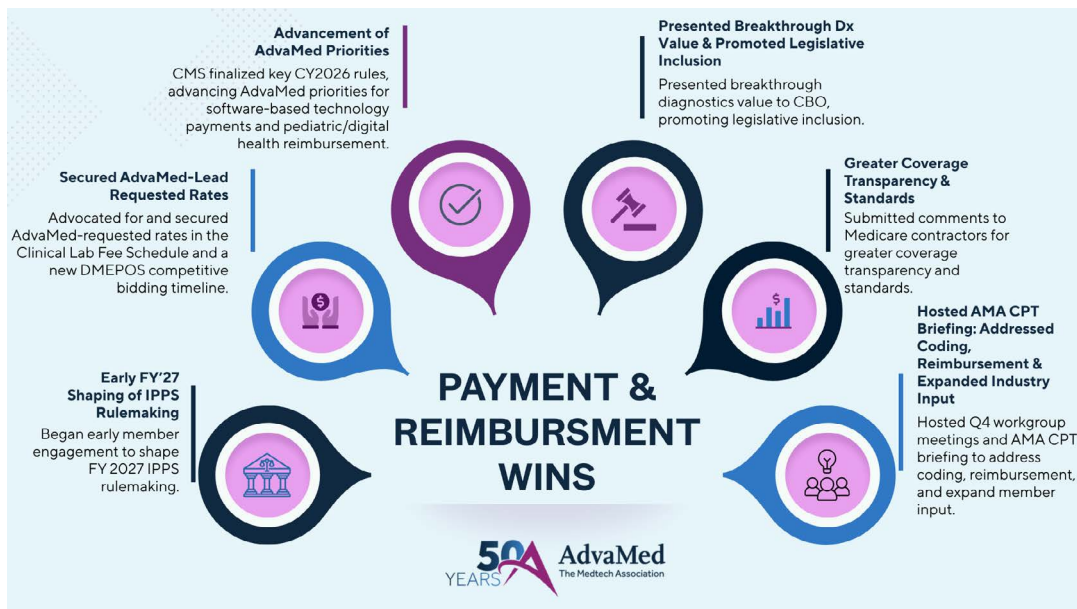 Advancement of
AdvaMed Priorities
CMS finalized key CY2026 rules,
advancing AdvaMed priorities for
software-based technology
payments and pediatric/digital
health reimbursement.
Presented Breakthrough Dx
Value & Promoted Legislative
Inclusion
Presented breakthrough
diagnostics value to CBO,
promoting legislative inclusion.
Secured AdvaMed-Lead
Requested Rates
Advocated for and secured
AdvaMed-requested rates in the
Clinical Lab Fee Schedule and a
new DMEPOS competitive
bidding timeline.
Greater Coverage
Transparency &
Standards
Submitted comments to
Medicare contractors for
greater coverage
transparency and
standards.
Early FY'27
Shaping of IPPS
Rulemaking
Began early member
engagement to shape
FY 2027 IPPS
rulemaking.
Hosted AMA CPT
Briefing: Addressed
Coding,
Reimbursement &
Expanded Industry
Input
Hosted Q4 workgroup
meetings and AMA CPT
briefing to address
coding, reimbursement,
and expand member
input.
$
$
PAYMENT &
REIMBURSMENT
WINS
50
YEARS
AdvaMed
The Medtech Association